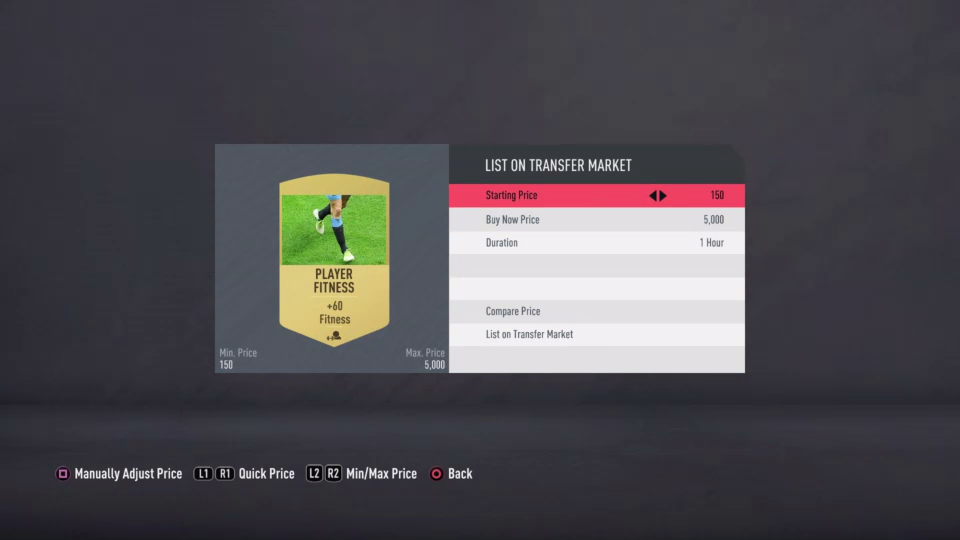 LIST ON TRANSFER MARKET
Starting Price 150
Buy Now Price 5,000
Duration 1 Hour
Compare Price
List on Transfer Market
PLAYER
FITNESS
+60
Fitness
Min. Price Max. Price
150 5,000
Manually Adjust Price L1 R1 Quick Price L2 R2 Min/Max Price Back